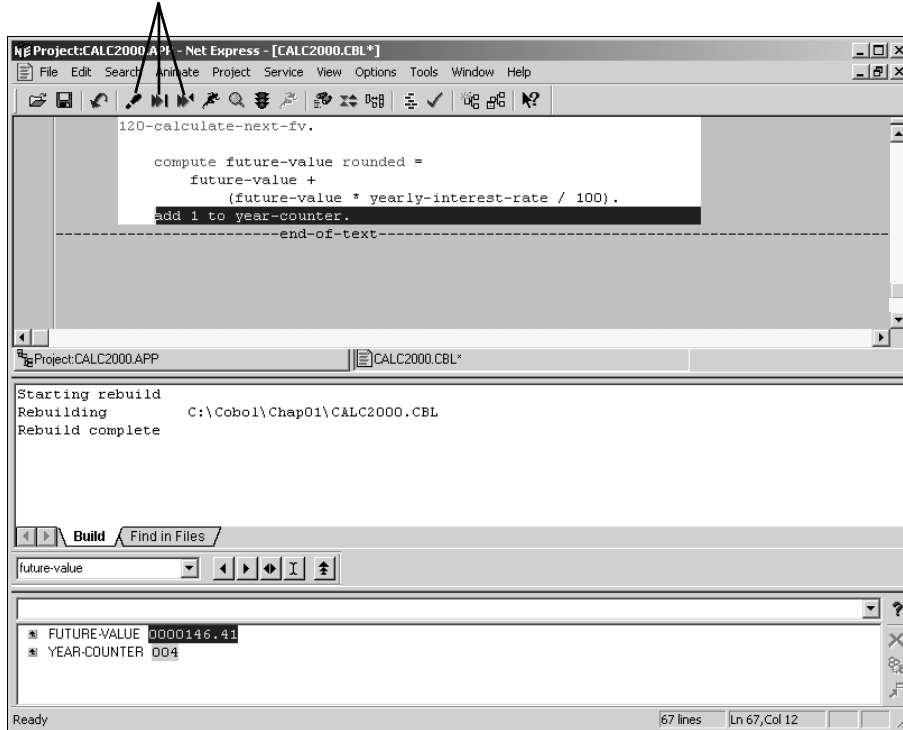 Project:CALC2000.APP - Net Express - [CALC2000.CBL*]
File Edit Search Animate Project Service View Options Tools Window Help
120-calculate-next-fv.
compute future-value rounded =
future-value +
(future-value * yearly-interest-rate / 100).
add 1 to year-counter.
-----------------------end-of-text-----------------------------------------------------
Project:CALC2000.APP
CALC2000.CBL*
Starting rebuild
Rebuilding C:\Cobol\Chap01\CALC2000.CBL
Rebuild complete
Build Find in Files
future-value
FUTURE-VALUE 0000146.41
YEAR-COUNTER 004
Ready 67 lines Ln 67,Col 12